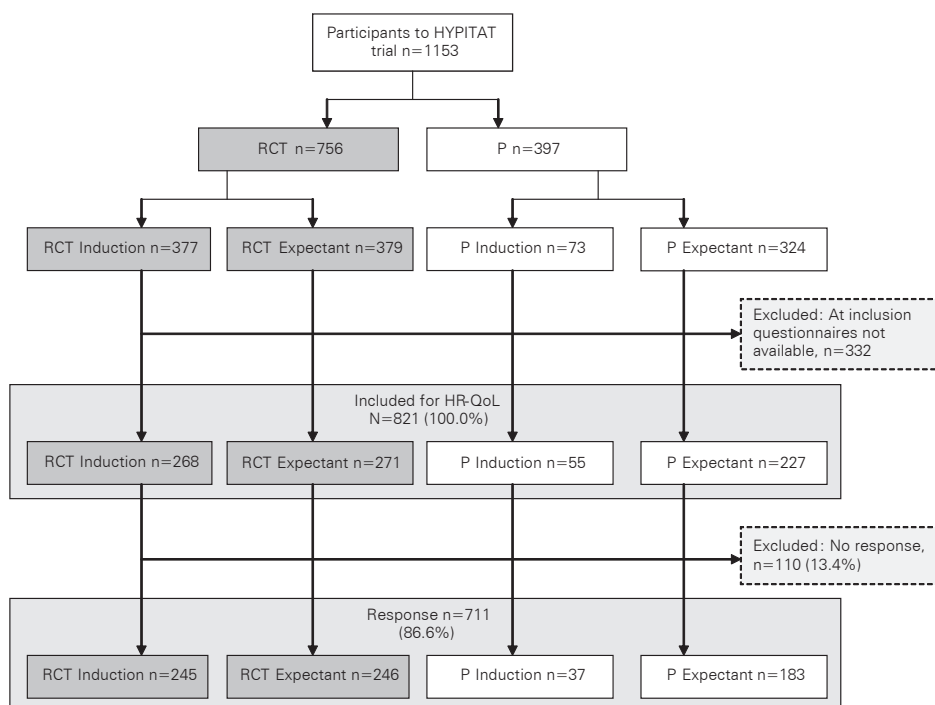 Participants to HYPITAT
trial n=1153
RCT n=756
P n=397
RCT Induction n=377
RCT Expectant n=379
P Induction n=73
P Expectant n=324
Excluded: At inclusion
questionnaires not
available, n=332
Included for HR-QoL
N=821 (100.0%)
RCT Induction n=268
RCT Expectant n=271
P Induction n=55
P Expectant n=227
Excluded: No response,
n=110 (13.4%)
Response n=711
(86.6%)
RCT Induction n=245
RCT Expectant n=246
P Induction n=37
P Expectant n=183